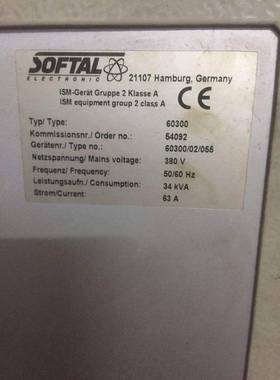 SOFTAL
ELECTRONIC
21107 Hamburg, Germany
ISM-Gerät Gruppe 2 Klasse A
ISM equipment group 2 class A
CE
Typ/ Type: 60300
Kommissionsnr./ Order no.: 54092
Gerätenr./ Type no.: 60300/02/055
Netzspannung/ Mains voltage: 380 V
Frequenz/ Frequency: 50/60 Hz
Leistungsaufn./ Consumption: 34 kVA
Strom/Current: 63 A